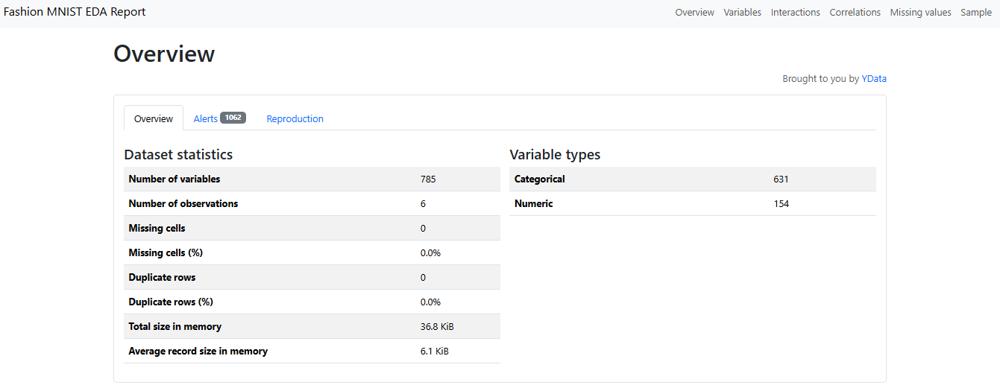 Fashion MNIST EDA Report
Overview Variables Interactions Correlations Missing values Sample
Overview
Brought to you by YData
Overview Alerts 1062 Reproduction
Dataset statistics
Number of variables 785
Number of observations 6
Missing cells 0
Missing cells (%) 0.0%
Duplicate rows 0
Duplicate rows (%) 0.0%
Total size in memory 36.8 KiB
Average record size in memory 6.1 KiB
Variable types
Categorical 631
Numeric 154